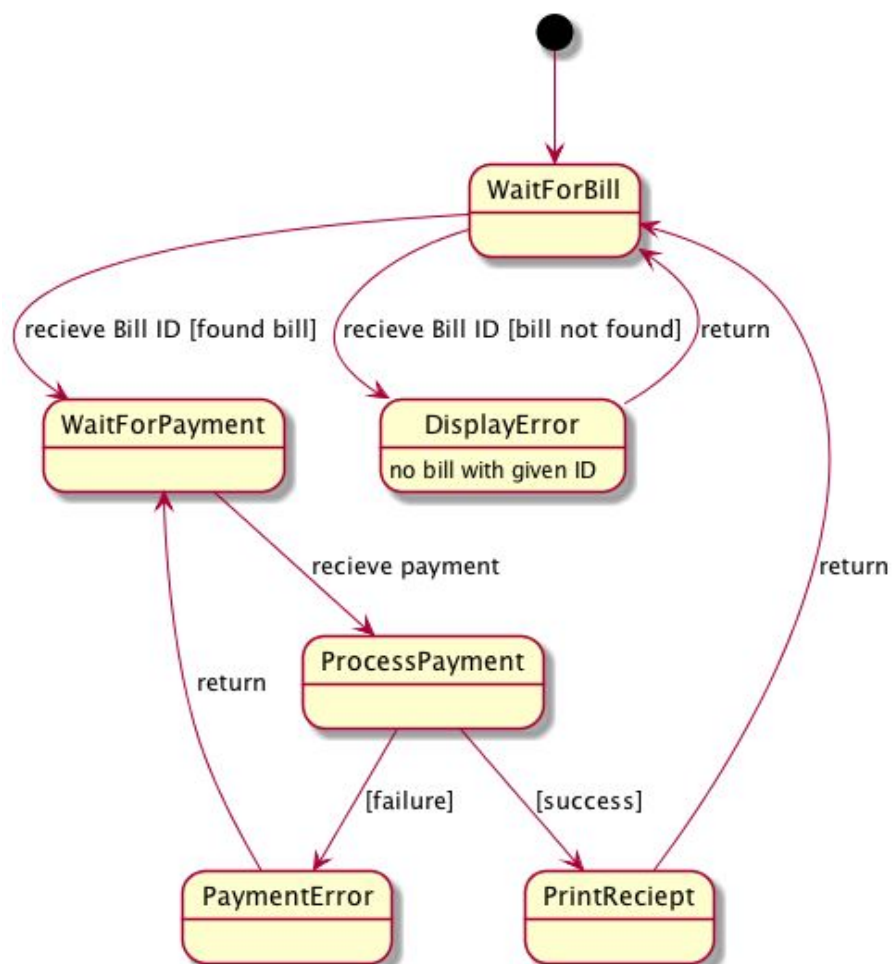 WaitForBill
recieve Bill ID [found bill]
recieve Bill ID [bill not found]
return
WaitForPayment
DisplayError
no bill with given ID
recieve payment
return
ProcessPayment
return
[failure]
[success]
PaymentError
PrintReciept